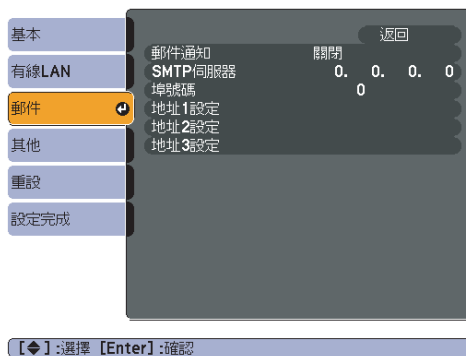 基本
有線LAN
郵件
其他
重設
設定完成
返回
郵件通知 關閉
SMTP伺服器 0. 0. 0. 0
埠號碼 0
地址1設定
地址2設定
地址3設定
[◆]:選擇 [Enter]:確認